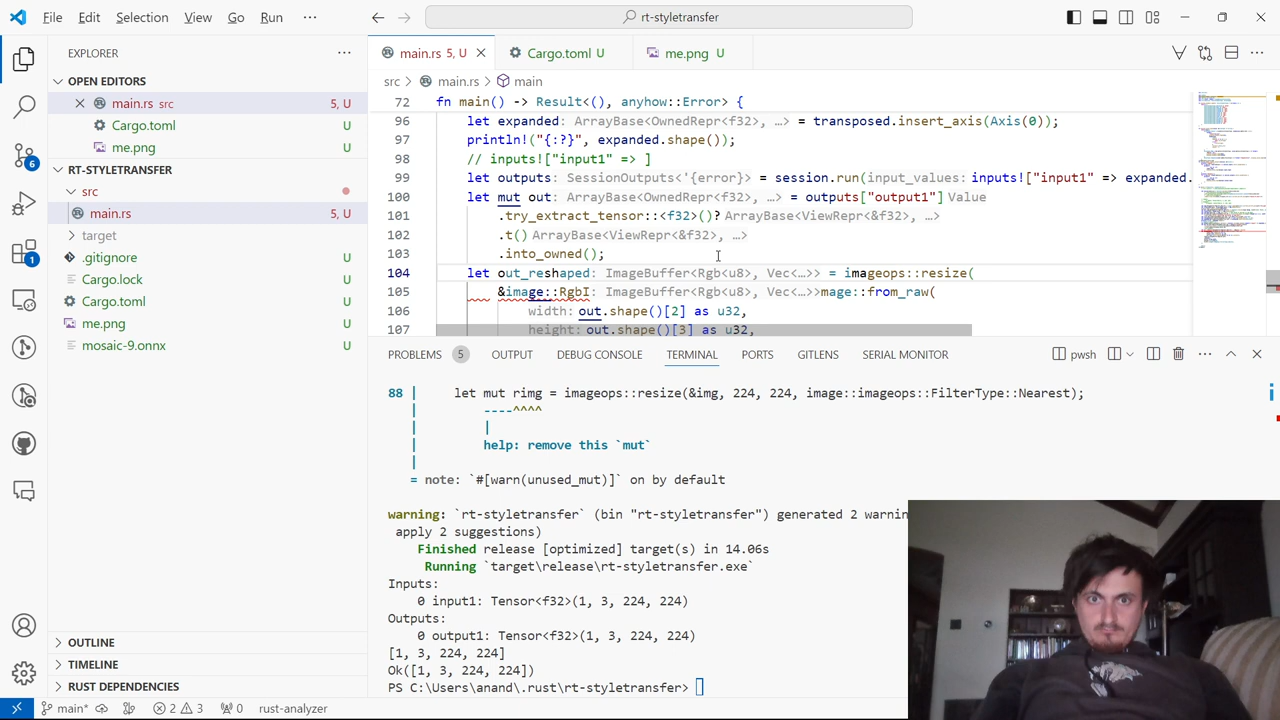 File Edit Selection View Go Run ··· rt-styletransfer
EXPLORER
OPEN EDITORS
main.rs src 5, U
Cargo.toml U
me.png U
RT-STYLETRANSFER
src
main.rs 5, U
target
.gitignore U
Cargo.lock U
Cargo.toml U
me.png U
mosaic-9.onnx U
OUTLINE
TIMELINE
RUST DEPENDENCIES
6
1
main.rs 5, U Cargo.toml U me.png U
src > main.rs > main
72 fn main() -> Result<(), anyhow::Error> {
96 let expanded: ArrayBase<OwnedRepr<f32>, …> = transposed.insert_axis(Axis(0));
97 println!("{:?}", expanded.shape());
98 // inputs!["input1" => ]
99 SessionOutputs<'_{error}> = session.run(input_value: inputs!["input1" => expanded.
100 let out: ArrayBase<OwnedRepr<f32>, …> = outputs["output1"] Value
101 .try_extract_tensor::<f32>()? ArrayBase<ViewRepr<&f32>, …>
102 ArrayBase<ViewRepr<&f32>, …>
103 .into_owned();
104 let out_reshaped: ImageBuffer<Rgb<u8>, Vec<…>> = imageops::resize(
105 &image::RgbI: ImageBuffer<Rgb<u8>, Vec<…>>mage::from_raw(
106 width: out.shape()[2] as u32,
107 height: out.shape()[3] as u32,
PROBLEMS 5 OUTPUT DEBUG CONSOLE TERMINAL PORTS GITLENS SERIAL MONITOR pwsh
88 | let mut rimg = imageops::resize(&img, 224, 224, image::imageops::FilterType::Nearest);
| ----^^^^
| |
| help: remove this `mut`
|
= note: `#[warn(unused_mut)]` on by default
warning: `rt-styletransfer` (bin "rt-styletransfer") generated 2 warnin
apply 2 suggestions)
Finished release [optimized] target(s) in 14.06s
Running `target\release\rt-styletransfer.exe`
Inputs:
0 input1: Tensor<f32>(1, 3, 224, 224)
Outputs:
0 output1: Tensor<f32>(1, 3, 224, 224)
[1, 3, 224, 224]
Ok([1, 3, 224, 224])
PS C:\Users\anand\.rust\rt-styletransfer>
main* 2 3 0 rust-analyzer